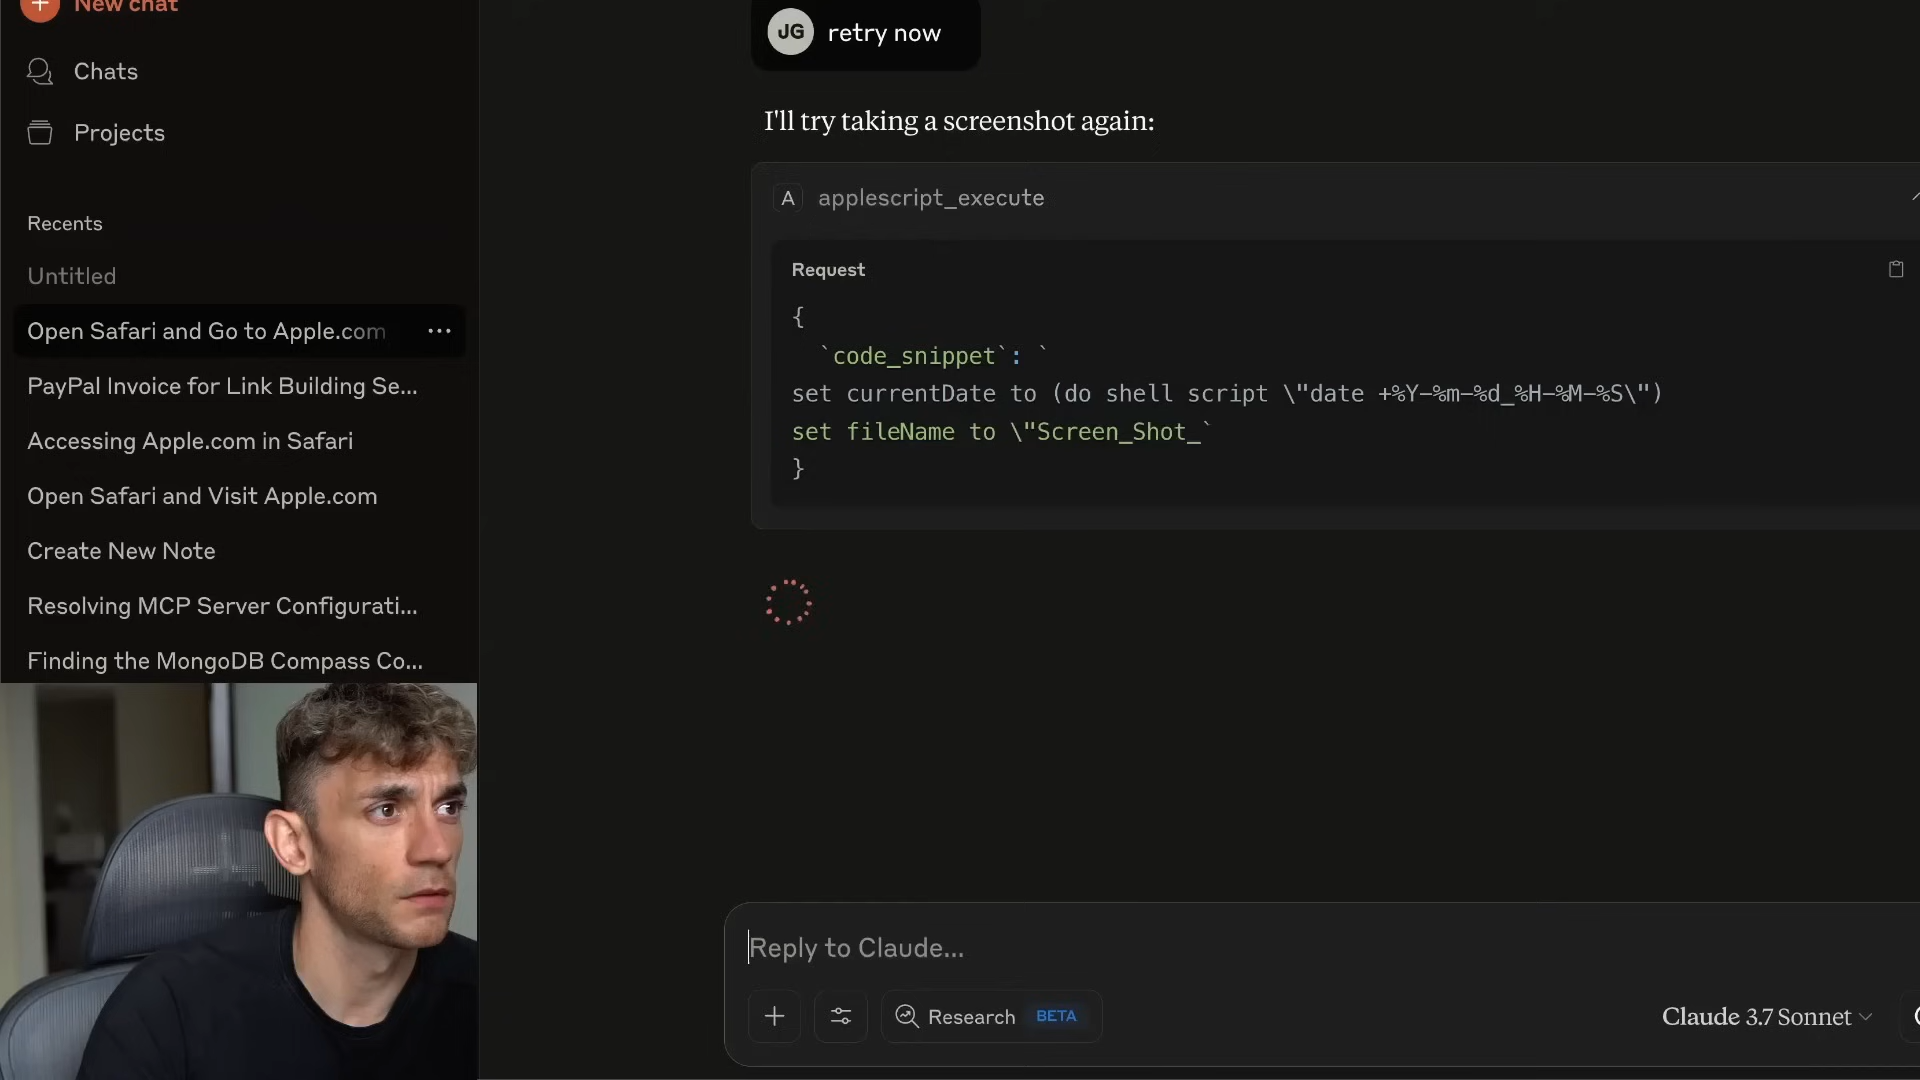 New chat
Chats
Projects
Recents
Untitled
Open Safari and Go to Apple.com
PayPal Invoice for Link Building Se...
Accessing Apple.com in Safari
Open Safari and Visit Apple.com
Create New Note
Resolving MCP Server Configurati...
Finding the MongoDB Compass Co...
JG retry now
I'll try taking a screenshot again:
A applescript_execute
Request
{
`code_snippet`: `
set currentDate to (do shell script \"date +%Y-%m-%d_%H-%M-%S\")
set fileName to \"Screen_Shot_`
}
Reply to Claude...
Research BETA
Claude 3.7 Sonnet